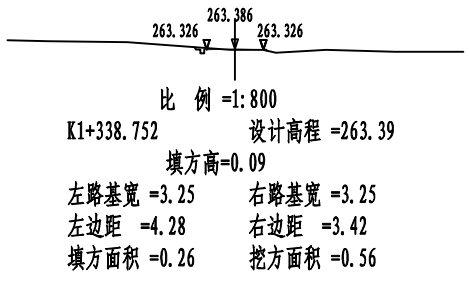 263.386
263.326 263.326
比 例 =1:800
K1+338.752 设计高程 =263.39
填方高=0.09
左路基宽 =3.25 右路基宽 =3.25
左边距 =4.28 右边距 =3.42
填方面积 =0.26 挖方面积 =0.56